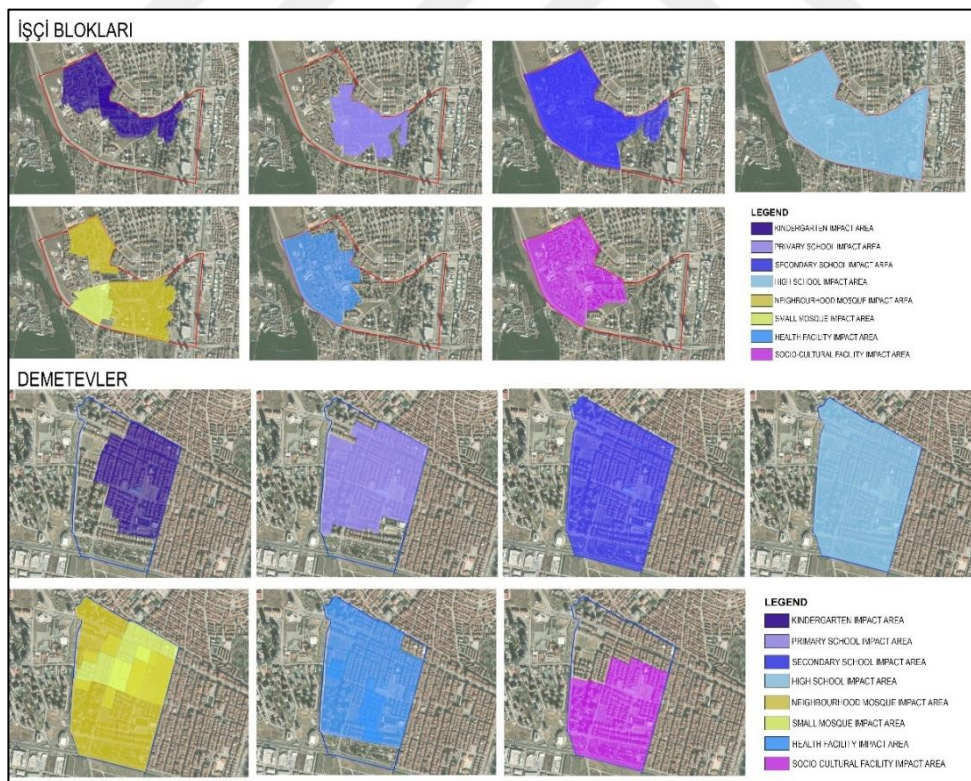 İŞÇİ BLOKLARI
LEGEND
KINDERGARTEN IMPACT AREA
PRIMARY SCHOOL IMPACT AREA
SECONDARY SCHOOL IMPACT AREA
HIGH SCHOOL IMPACT AREA
NEIGHBOURHOOD MOSQUE IMPACT AREA
SMALL MOSQUE IMPACT AREA
HEALTH FACILITY IMPACT AREA
SOCIO-CULTURAL FACILITY IMPACT AREA
DEMETEVLER
LEGEND
KINDERGARTEN IMPACT AREA
PRIMARY SCHOOL IMPACT AREA
SECONDARY SCHOOL IMPACT AREA
HIGH SCHOOL IMPACT AREA
NEIGHBOURHOOD MOSQUE IMPACT AREA
SMALL MOSQUE IMPACT AREA
HEALTH FACILITY IMPACT AREA
SOCIO CULTURAL FACILITY IMPACT AREA